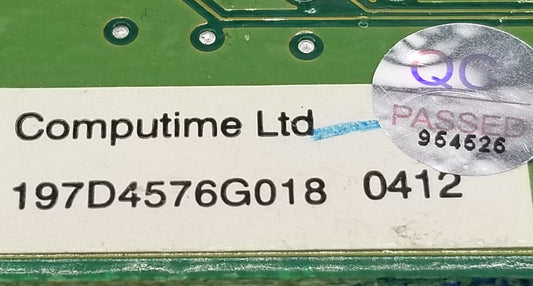 QC
PASSED
954526
Computime Ltd
197D4576G018 0412